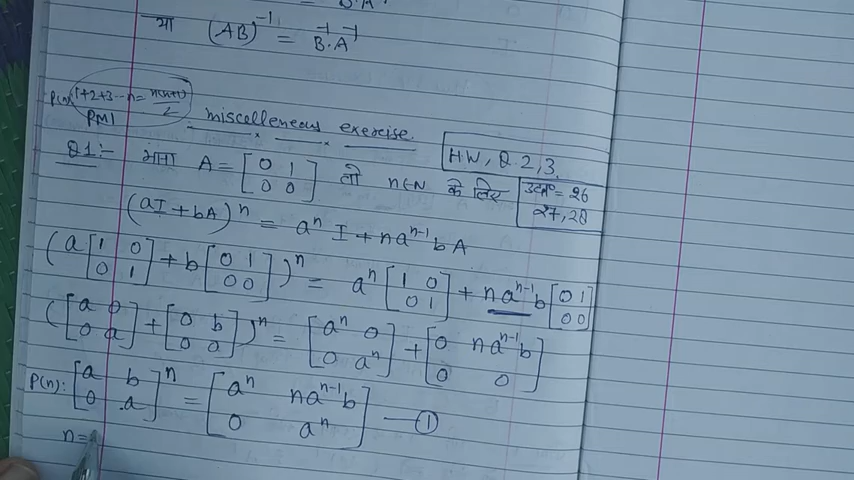 B.A
या (AB)⁻¹ = B⁻¹.A⁻¹
P(n) 1+2+3--n = n(n+1)/2
PMI miscelleneous exercise.
HW, Q.2,3.
Q1:- माना A = [0 1; 0 0] तो n∈N के लिए
उदा० = 26
27,28
(aI + bA)ⁿ = aⁿ I + naⁿ⁻¹ bA
(a[1 0; 0 1] + b[0 1; 0 0])ⁿ = aⁿ[1 0; 0 1] + naⁿ⁻¹b[0 1; 0 0]
([a 0; 0 a] + [0 b; 0 0])ⁿ = [aⁿ 0; 0 aⁿ] + [0 naⁿ⁻¹b; 0 0]
P(n): [a b; 0 a]ⁿ = [aⁿ naⁿ⁻¹b; 0 aⁿ] — ①
n=